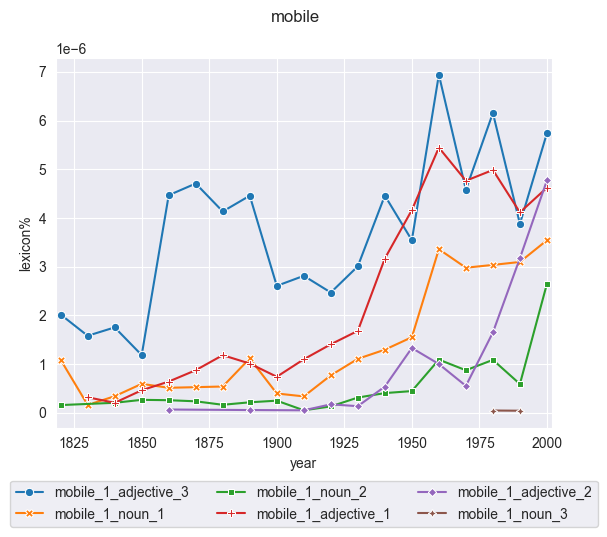 mobile
1e−6
7
6
5
4
3
2
1
0
lexicon%
1825 1850 1875 1900 1925 1950 1975 2000
year
mobile_1_adjective_3 mobile_1_noun_2 mobile_1_adjective_2
mobile_1_noun_1 mobile_1_adjective_1 mobile_1_noun_3